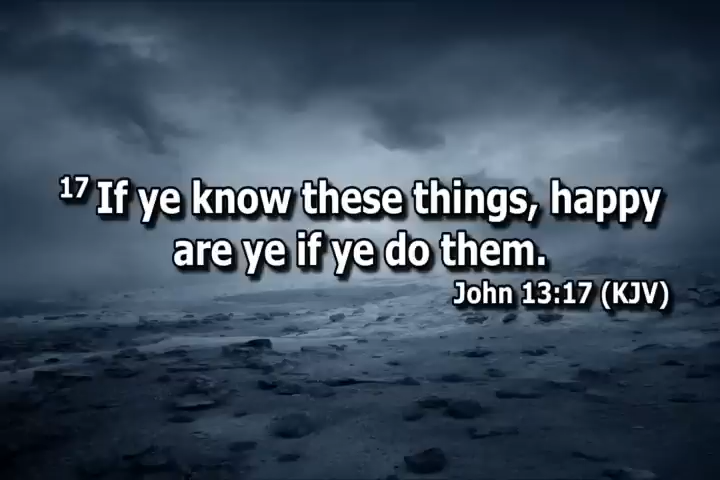 17 If ye know these things, happy
are ye if ye do them.
John 13:17 (KJV)